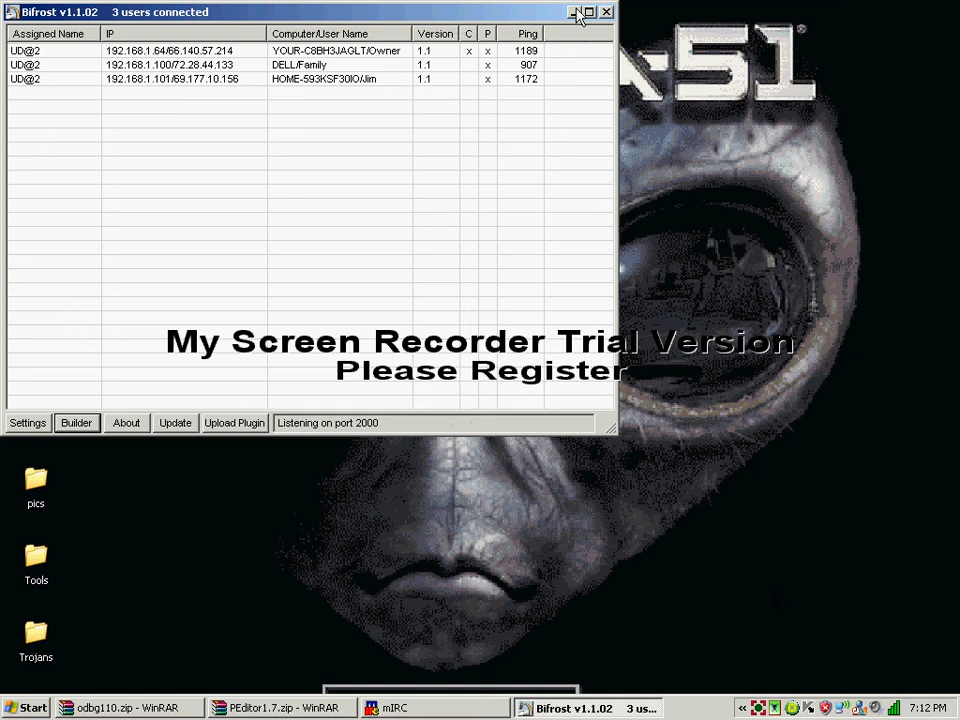 Bifrost v1.1.02 3 users connected
Assigned Name IP Computer/User Name Version C P Ping
UD@2 192.168.1.64/66.140.57.214 YOUR-C8BH3JAGLT/Owner 1.1 x x 1189
UD@2 192.168.1.100/72.28.44.133 DELL/Family 1.1 x 907
UD@2 192.168.1.101/69.177.10.156 HOME-593KSF30IO/Jim 1.1 x 1172
51
My Screen Recorder Trial Version
Please Register
Settings Builder About Update Upload Plugin Listening on port 2000
pics
Tools
Trojans
Start odbg110.zip - WinRAR PEditor1.7.zip - WinRAR mIRC Bifrost v1.1.02 3 us... « 7:12 PM